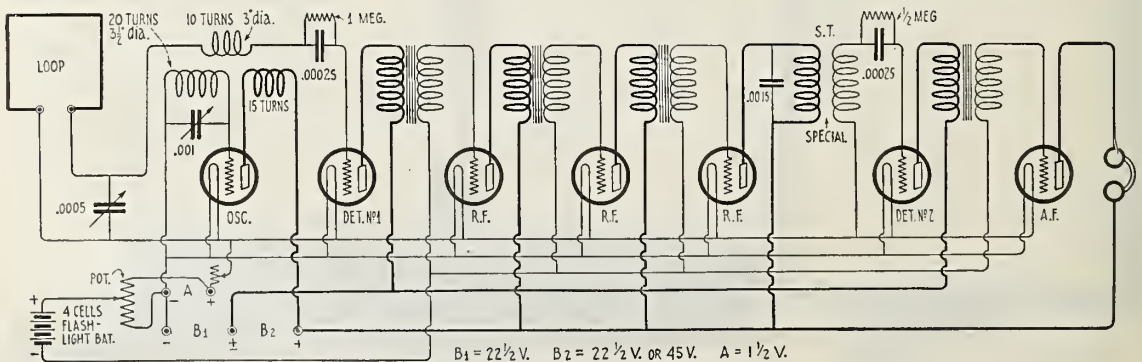 20 TURNS
3½" dia.
10 TURNS 3" dia.
1 MEG.
.00025
LOOP
15 TURNS
.001
.0005
S.T.
½ MEG
.00025
.0015
SPECIAL
OSC.
DET. Nº1
R.F.
R.F.
R.F.
DET. Nº2
A.F.
POT.
- A +
+
4 CELLS
FLASH-
LIGHT BAT.
-
- B₁ ± B₂ +
B₁ = 22½ V. B₂ = 22½ V. OR 45 V. A = 1½ V.